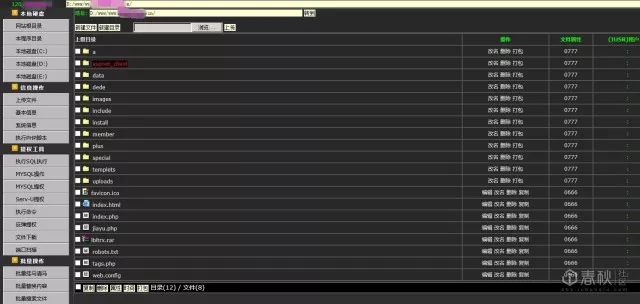 120
D:/www/www
/
本地硬盘
地址: D:/www/www
cn/
转到
网站根目录
新建文件 新建目录
浏览...
上传
本程序目录
本地磁盘(C:)
上级目录
操作
文件属性
本地磁盘(D:)
a
改名 删除 打包
0777
本地磁盘(E:)
aspnet_client
改名 删除 打包
0777
信息操作
data
改名 删除 打包
0777
上传文件
dede
改名 删除 打包
0777
基本信息
images
改名 删除 打包
0777
系统信息
include
改名 删除 打包
0777
install
改名 删除 打包
0777
提权工具
member
改名 删除 打包
0777
执行SQL执行
plus
改名 删除 打包
0777
MYSQL操作
special
改名 删除 打包
0777
MYSQL提权
templets
改名 删除 打包
0777
Serv-U提权
uploads
改名 删除 打包
0777
执行命令
favicon.ico
编辑 改名 删除 复制
0666
反弹提权
index.html
编辑 改名 删除 复制
0666
文件下载
index.php
编辑 改名 删除 复制
0666
端口扫描
jiayu.php
编辑 改名 删除 复制
0666
批量操作
lbltrx.rar
编辑 改名 删除 复制
0666
批量挂马清马
robots.txt
编辑 改名 删除 复制
0666
批量替换内容
tags.php
编辑 改名 删除 复制
0666
批量搜索文件
web.config
编辑 改名 删除 复制
0666
复制 删除 属性 打包 目录(12) / 文件(8)
春秋 社区